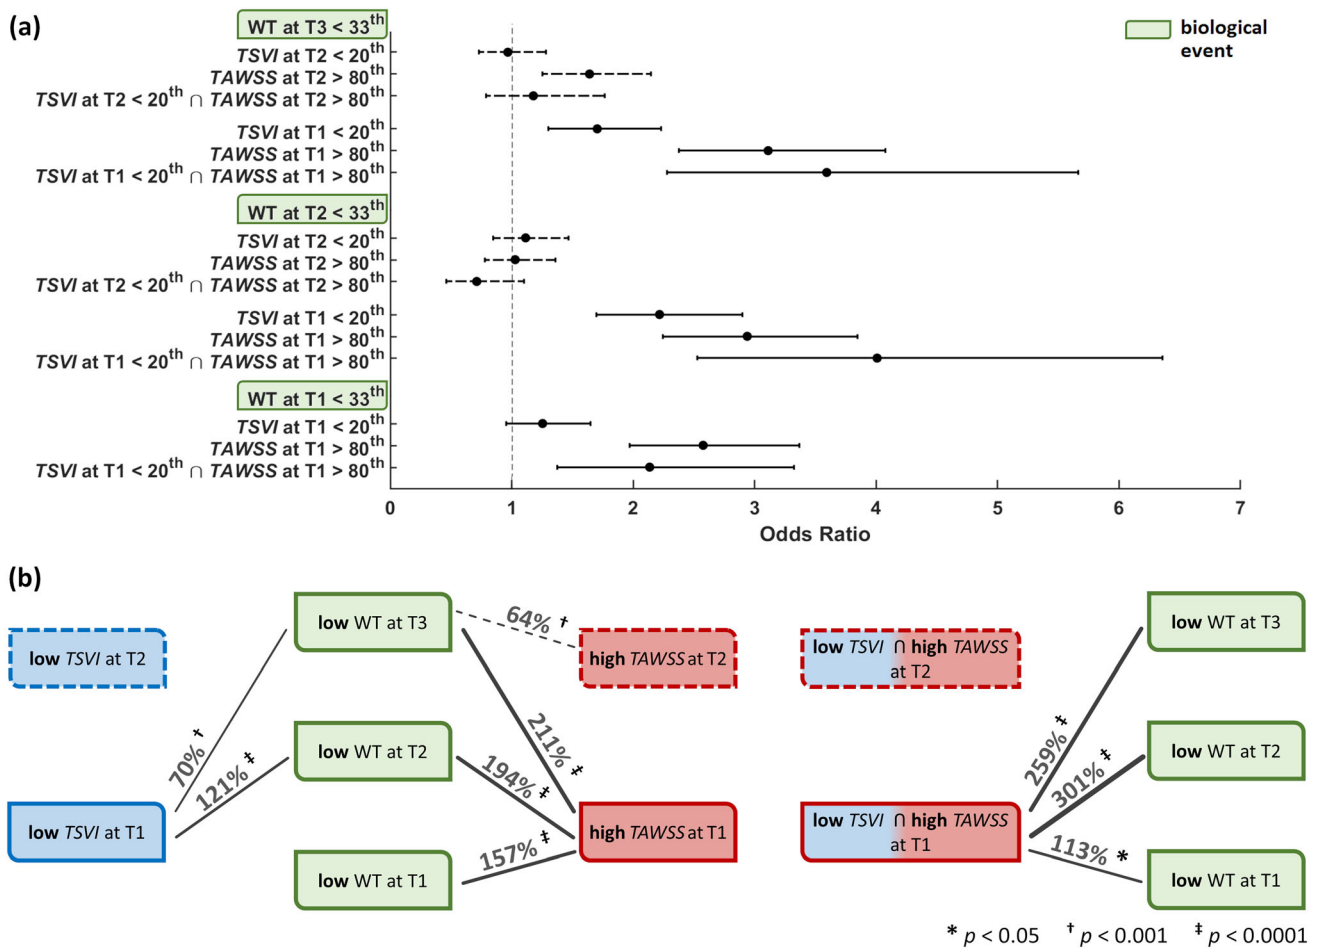 (a)
WT at T3 < 33th
biological
event
TSVI at T2 < 20th
TAWSS at T2 > 80th
TSVI at T2 < 20th ∩ TAWSS at T2 > 80th
TSVI at T1 < 20th
TAWSS at T1 > 80th
TSVI at T1 < 20th ∩ TAWSS at T1 > 80th
WT at T2 < 33th
TSVI at T2 < 20th
TAWSS at T2 > 80th
TSVI at T2 < 20th ∩ TAWSS at T2 > 80th
TSVI at T1 < 20th
TAWSS at T1 > 80th
TSVI at T1 < 20th ∩ TAWSS at T1 > 80th
WT at T1 < 33th
TSVI at T1 < 20th
TAWSS at T1 > 80th
TSVI at T1 < 20th ∩ TAWSS at T1 > 80th
0 1 2 3 4 5 6 7
Odds Ratio
(b)
low TSVI at T2
low TSVI at T1
70% †
121% ‡
low WT at T3
low WT at T2
low WT at T1
64% †
211% ‡
194% ‡
157% ‡
high TAWSS at T2
high TAWSS at T1
low TSVI ∩ high TAWSS
at T2
low TSVI ∩ high TAWSS
at T1
259% ‡
301% ‡
113% *
low WT at T3
low WT at T2
low WT at T1
* p < 0.05 † p < 0.001 ‡ p < 0.0001